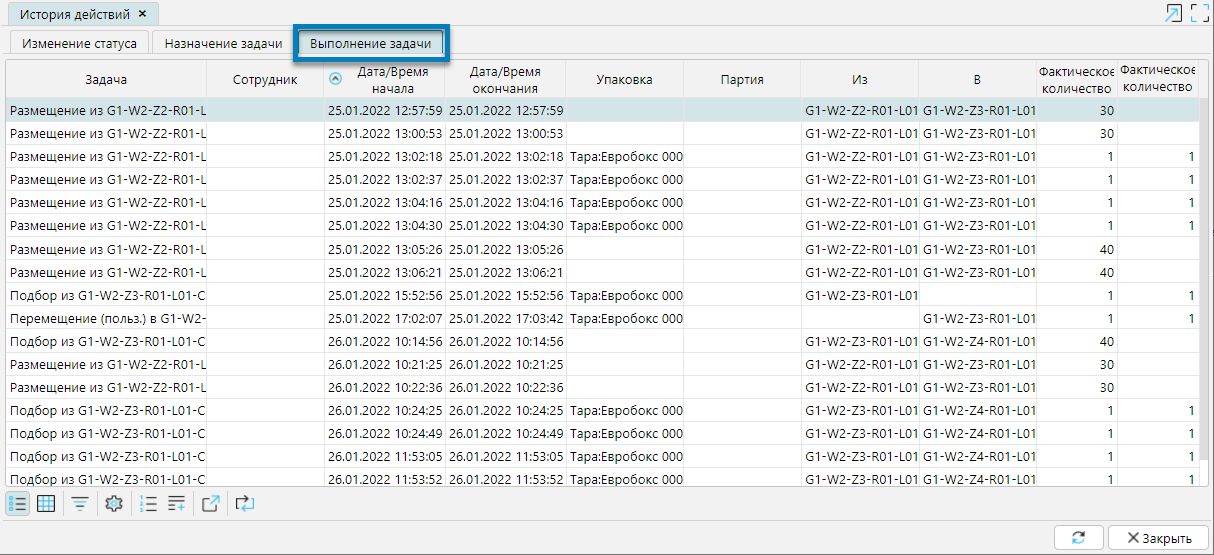 История действий ×
Изменение статуса Назначение задачи Выполнение задачи
Задача Сотрудник Дата/Время начала Дата/Время окончания Упаковка Партия Из В Фактическое количество Фактическое количество
Размещение из G1-W2-Z2-R01-L 25.01.2022 12:57:59 25.01.2022 12:57:59 G1-W2-Z2-R01-L01 G1-W2-Z3-R01-L01 30
Размещение из G1-W2-Z2-R01-L 25.01.2022 13:00:53 25.01.2022 13:00:53 G1-W2-Z2-R01-L01 G1-W2-Z3-R01-L01 30
Размещение из G1-W2-Z2-R01-L 25.01.2022 13:02:18 25.01.2022 13:02:18 Тара:Евробокс 000 G1-W2-Z2-R01-L01 G1-W2-Z3-R01-L01 1 1
Размещение из G1-W2-Z2-R01-L 25.01.2022 13:02:37 25.01.2022 13:02:37 Тара:Евробокс 000 G1-W2-Z2-R01-L01 G1-W2-Z3-R01-L01 1 1
Размещение из G1-W2-Z2-R01-L 25.01.2022 13:04:16 25.01.2022 13:04:16 Тара:Евробокс 000 G1-W2-Z2-R01-L01 G1-W2-Z3-R01-L01 1 1
Размещение из G1-W2-Z2-R01-L 25.01.2022 13:04:30 25.01.2022 13:04:30 Тара:Евробокс 000 G1-W2-Z2-R01-L01 G1-W2-Z3-R01-L01 1 1
Размещение из G1-W2-Z2-R01-L 25.01.2022 13:05:26 25.01.2022 13:05:26 G1-W2-Z2-R01-L01 G1-W2-Z3-R01-L01 40
Размещение из G1-W2-Z2-R01-L 25.01.2022 13:06:21 25.01.2022 13:06:21 G1-W2-Z2-R01-L01 G1-W2-Z3-R01-L01 40
Подбор из G1-W2-Z3-R01-L01-C 25.01.2022 15:52:56 25.01.2022 15:52:56 Тара:Евробокс 000 G1-W2-Z3-R01-L01 1 1
Перемещение (польз.) в G1-W2- 25.01.2022 17:02:07 25.01.2022 17:03:42 Тара:Евробокс 000 G1-W2-Z3-R01-L01 1 1
Подбор из G1-W2-Z3-R01-L01-C 26.01.2022 10:14:56 26.01.2022 10:14:56 G1-W2-Z3-R01-L01 G1-W2-Z4-R01-L01 40
Размещение из G1-W2-Z2-R01-L 26.01.2022 10:21:25 26.01.2022 10:21:25 G1-W2-Z2-R01-L01 G1-W2-Z3-R01-L01 30
Размещение из G1-W2-Z2-R01-L 26.01.2022 10:22:36 26.01.2022 10:22:36 G1-W2-Z2-R01-L01 G1-W2-Z3-R01-L01 30
Подбор из G1-W2-Z3-R01-L01-C 26.01.2022 10:24:25 26.01.2022 10:24:25 Тара:Евробокс 000 G1-W2-Z3-R01-L01 G1-W2-Z4-R01-L01 1 1
Подбор из G1-W2-Z3-R01-L01-C 26.01.2022 10:24:49 26.01.2022 10:24:49 Тара:Евробокс 000 G1-W2-Z3-R01-L01 G1-W2-Z4-R01-L01 1 1
Подбор из G1-W2-Z3-R01-L01-C 26.01.2022 11:53:05 26.01.2022 11:53:05 Тара:Евробокс 000 G1-W2-Z3-R01-L01 G1-W2-Z4-R01-L01 1 1
Подбор из G1-W2-Z3-R01-L01-C 26.01.2022 11:53:52 26.01.2022 11:53:52 Тара:Евробокс 000 G1-W2-Z3-R01-L01 G1-W2-Z4-R01-L01 1 1
Закрыть